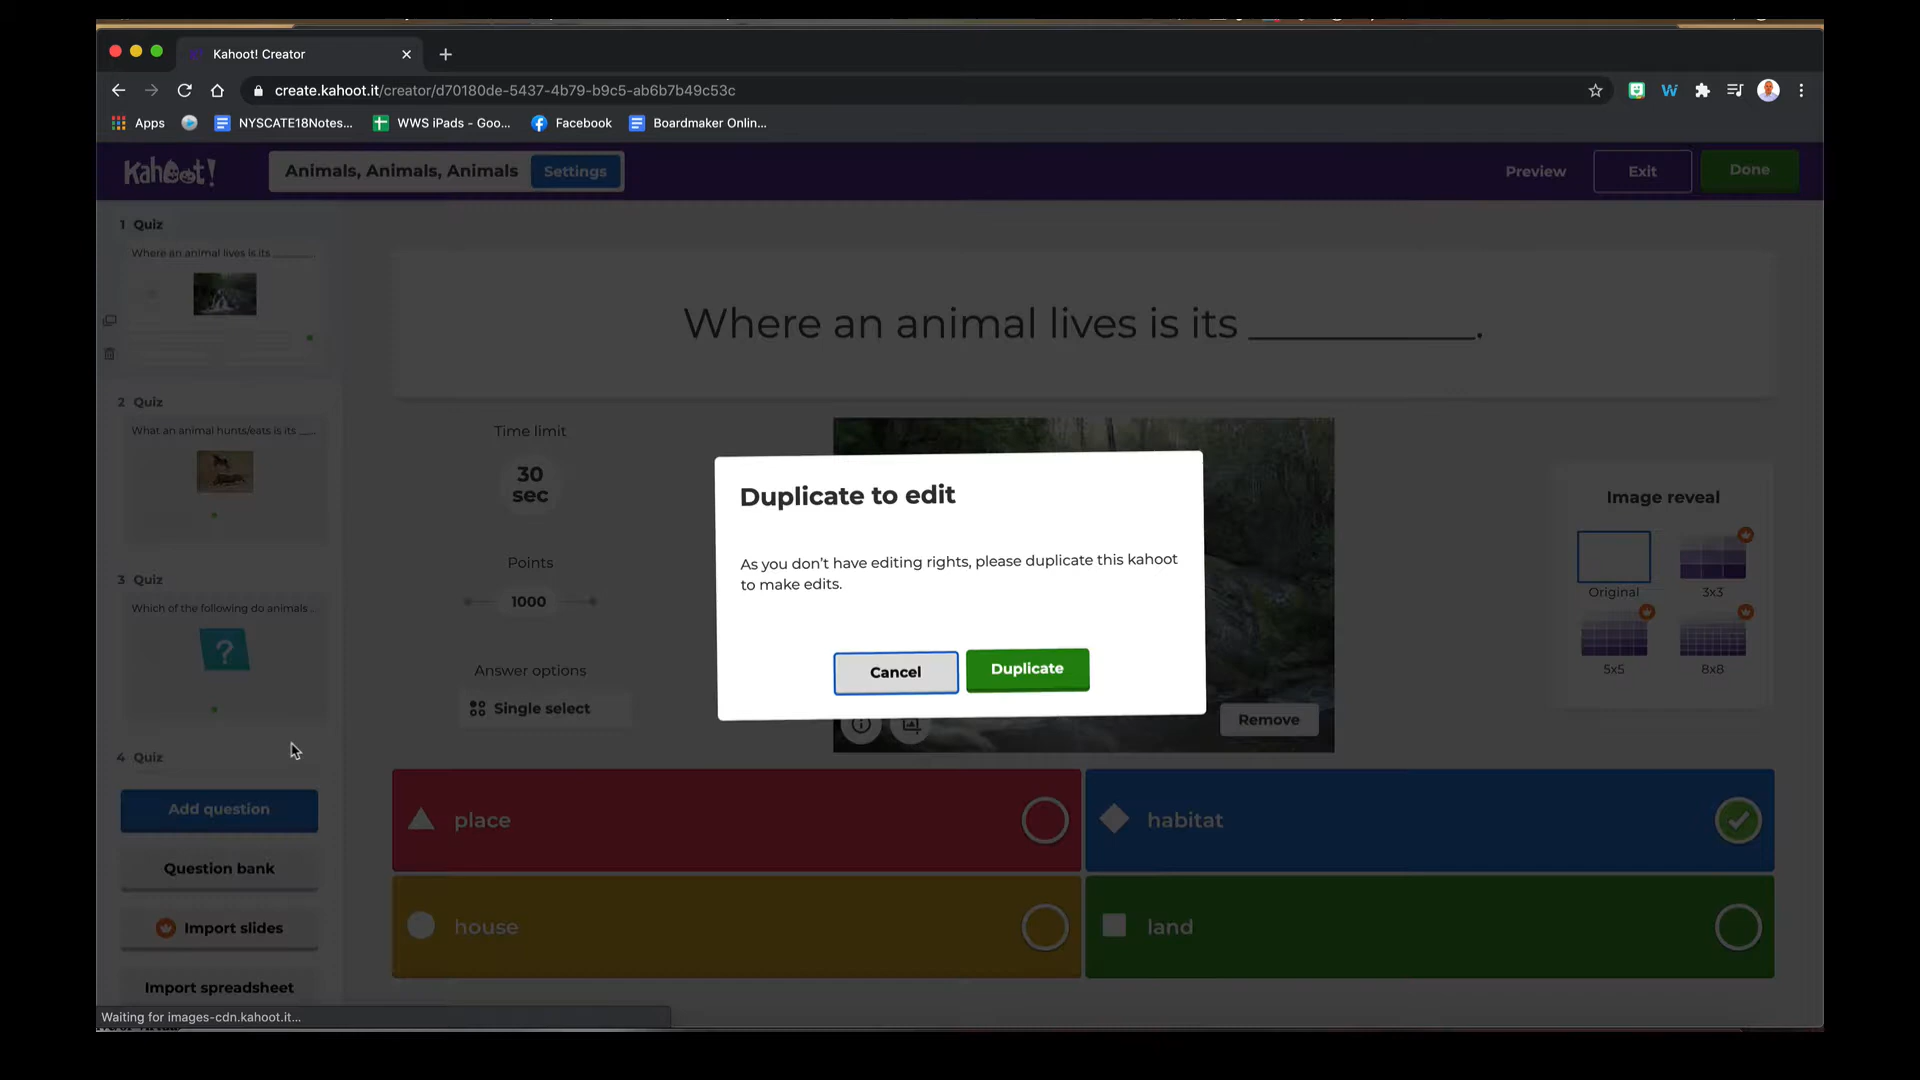 Kahoot! Creator
create.kahoot.it/creator/d70180de-5437-4b79-b9c5-ab6b7b49c53c
Apps
NYSCATE18Notes...
WWS iPads - Goo...
Facebook
Boardmaker Onlin...
Kahoot!
Animals, Animals, Animals
Settings
Preview
Exit
Done
1 Quiz
Where an animal lives is its ________.
2 Quiz
What an animal hunts/eats is its ___.
3 Quiz
Which of the following do animals ...
4 Quiz
Add question
Question bank
Import slides
Import spreadsheet
Where an animal lives is its __________.
Time limit
30
sec
Points
1000
Answer options
Single select
Duplicate to edit
As you don't have editing rights, please duplicate this kahoot
to make edits.
Cancel
Duplicate
Remove
Image reveal
Original
3x3
5x5
8x8
place
habitat
house
land
Waiting for images-cdn.kahoot.it...